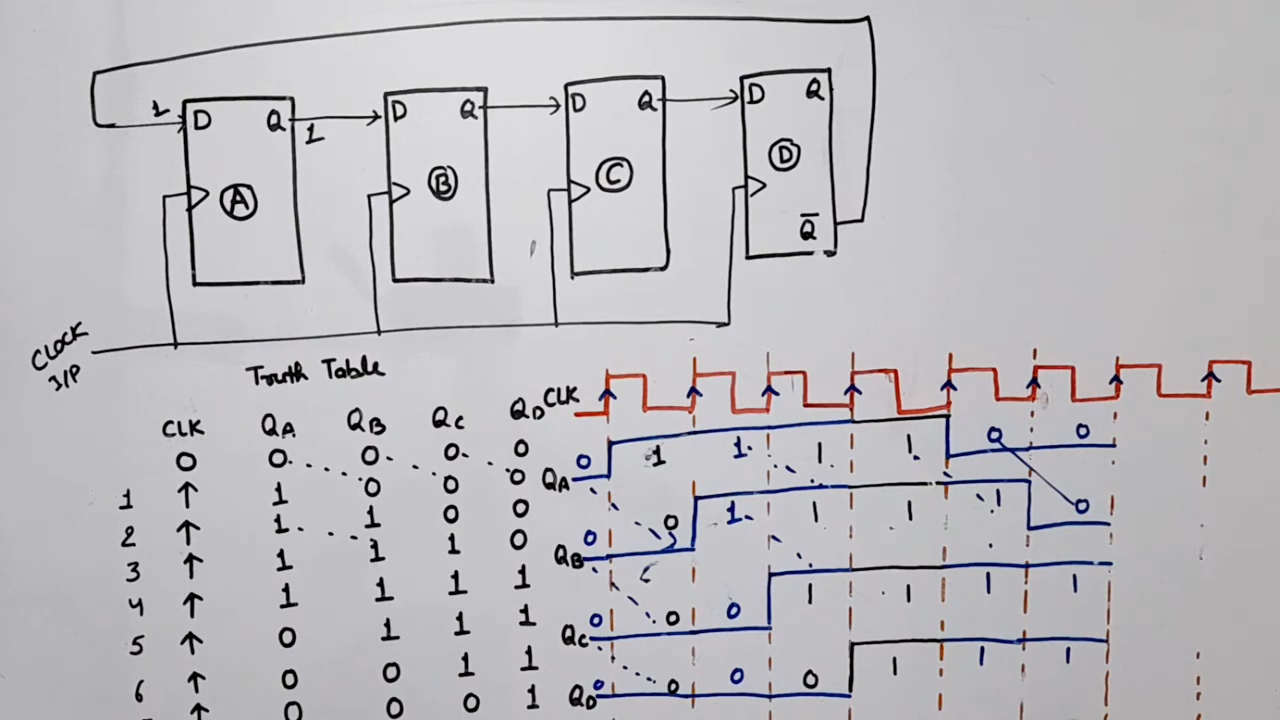 1 D Q 1 D Q D Q D Q
A B C D
Q̅
CLOCK
I/P
Truth Table
CLK QA QB QC QD
0 0 0 0 0
1 ↑ 1 0 0 0
2 ↑ 1 1 0 0
3 ↑ 1 1 1 0
4 ↑ 1 1 1 1
5 ↑ 0 1 1 1
6 ↑ 0 0 1 1
↑ 0 0 0 1
CLK
QA 0 1 1 1 1 0 0
QB 0 0 1 1 1 1 0
QC 0 0 0 1 1 1 1
QD 0 0 0 0 1 1 1